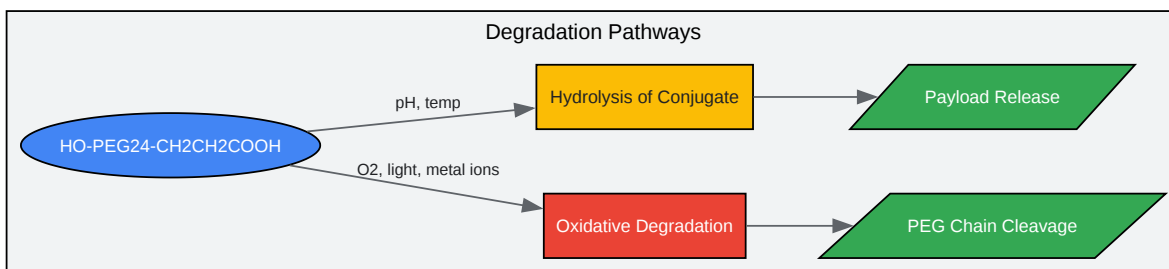 Degradation Pathways
pH, temp
Hydrolysis of Conjugate
Payload Release
HO-PEG24-CH2CH2COOH
O2, light, metal ions
Oxidative Degradation
PEG Chain Cleavage